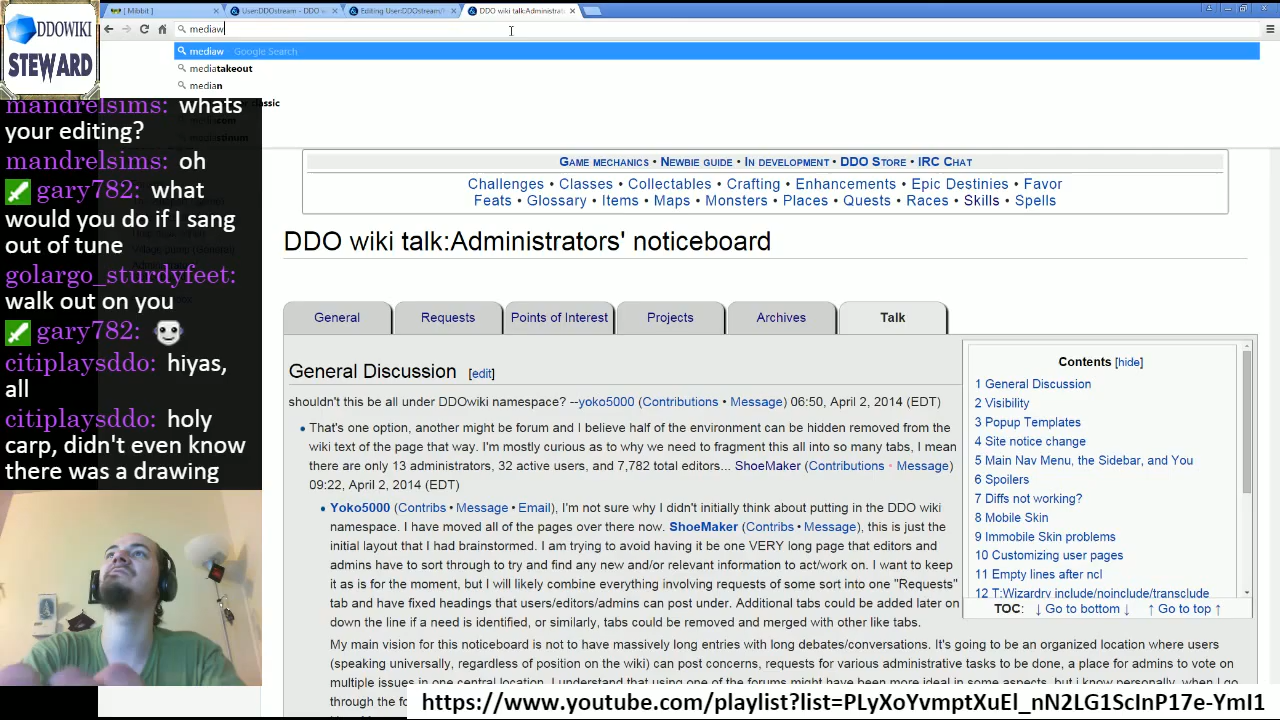 [ Mibbit ]
User:DDOstream - DDO w
Editing User:DDOstream/
DDO wiki talk:Administrat
mediaw
mediaw Google Search
mediatakeout
median
classic
DDOWIKI
STEWARD
mandrelsims: whats
your editing?
mandrelsims: oh
gary782: what
would you do if I sang
out of tune
golargo_sturdyfeet:
walk out on you
gary782:
citiplaysddo: hiyas,
all
citiplaysddo: holy
carp, didn't even know
there was a drawing
Game mechanics • Newbie guide • In development • DDO Store • IRC Chat
Challenges • Classes • Collectables • Crafting • Enhancements • Epic Destinies • Favor
Feats • Glossary • Items • Maps • Monsters • Places • Quests • Races • Skills • Spells
DDO wiki talk:Administrators' noticeboard
General
Requests
Points of Interest
Projects
Archives
Talk
General Discussion [edit]
shouldn't this be all under DDOwiki namespace? --yoko5000 (Contributions • Message) 06:50, April 2, 2014 (EDT)
• That's one option, another might be forum and I believe half of the environment can be hidden removed from the
wiki text of the page that way. I'm mostly curious as to why we need to fragment this all into so many tabs, I mean
there are only 13 administrators, 32 active users, and 7,782 total editors... ShoeMaker (Contributions • Message)
09:22, April 2, 2014 (EDT)
• Yoko5000 (Contribs • Message • Email), I'm not sure why I didn't initially think about putting in the DDO wiki
namespace. I have moved all of the pages over there now. ShoeMaker (Contribs • Message), this is just the
initial layout that I had brainstormed. I am trying to avoid having it be one VERY long page that editors and
admins have to sort through to try and find any new and/or relevant information to act/work on. I want to keep
it as is for the moment, but I will likely combine everything involving requests of some sort into one "Requests"
tab and have fixed headings that users/editors/admins can post under. Additional tabs could be added later on
down the line if a need is identified, or similarly, tabs could be removed and merged with other like tabs.
My main vision for this noticeboard is not to have massively long entries with long debates/conversations. It's going to be an organized location where users
(speaking universally, regardless of position on the wiki) can post concerns, requests for various administrative tasks to be done, a place for admins to vote on
multiple issues in one central location. I understand that using one of the forums might have been more ideal in some aspects, but i know personally, when I go
through the fo
Contents [hide]
1 General Discussion
2 Visibility
3 Popup Templates
4 Site notice change
5 Main Nav Menu, the Sidebar, and You
6 Spoilers
7 Diffs not working?
8 Mobile Skin
9 Immobile Skin problems
10 Customizing user pages
11 Empty lines after ncl
12 T:Wizardry include/noinclude/transclude
TOC: ↓ Go to bottom ↓ ↑ Go to top ↑
https://www.youtube.com/playlist?list=PLyXoYvmptXuEl_nN2LG1ScInP17e-YmI1